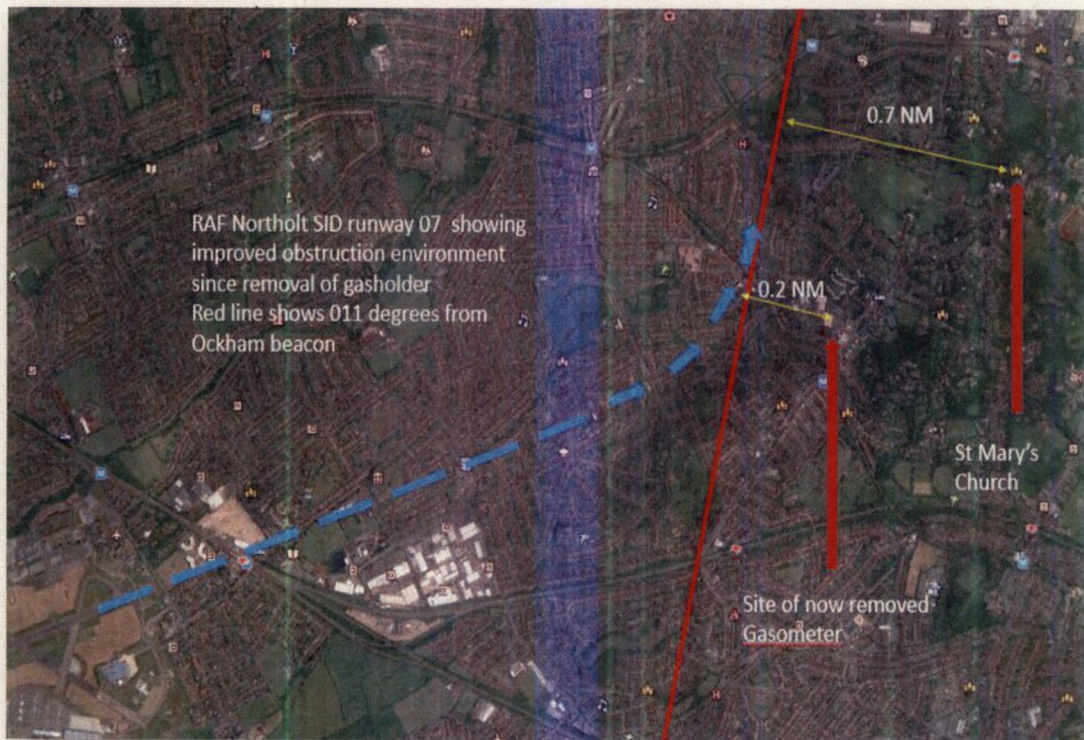 0.7 NM
RAF Northolt SID runway 07 showing
improved obstruction environment
since removal of gasholder
Red line shows 011 degrees from
Ockham beacon
0.2 NM
St Mary's
Church
Site of now removed
Gasometer